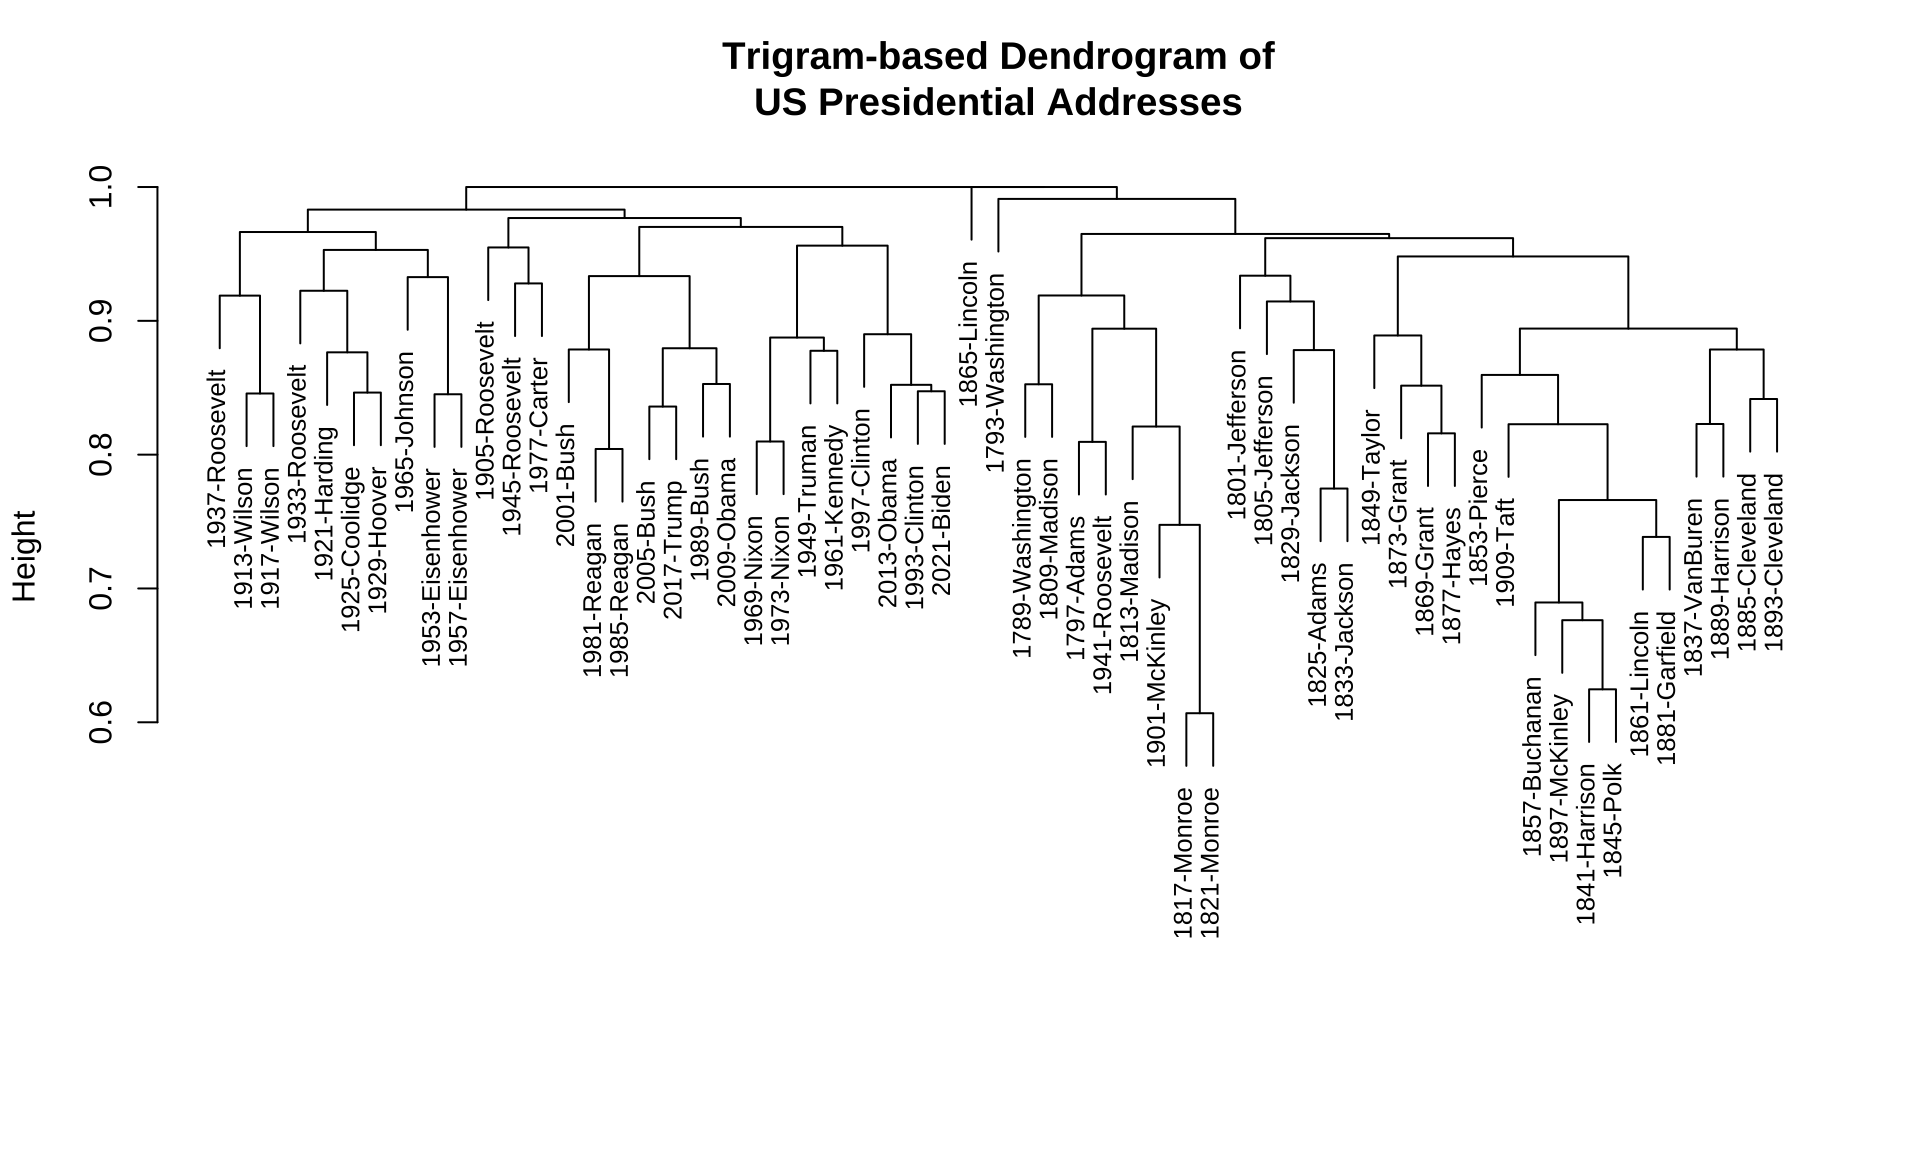 Trigram-based Dendrogram of
US Presidential Addresses
Height
1.0
0.9
0.8
0.7
0.6
1937-Roosevelt
1913-Wilson
1917-Wilson
1933-Roosevelt
1921-Harding
1925-Coolidge
1929-Hoover
1965-Johnson
1953-Eisenhower
1957-Eisenhower
1905-Roosevelt
1945-Roosevelt
1977-Carter
2001-Bush
1981-Reagan
1985-Reagan
2005-Bush
2017-Trump
1989-Bush
2009-Obama
1969-Nixon
1973-Nixon
1949-Truman
1961-Kennedy
1997-Clinton
2013-Obama
1993-Clinton
2021-Biden
1865-Lincoln
1793-Washington
1789-Washington
1809-Madison
1797-Adams
1941-Roosevelt
1813-Madison
1901-McKinley
1817-Monroe
1821-Monroe
1801-Jefferson
1805-Jefferson
1829-Jackson
1825-Adams
1833-Jackson
1849-Taylor
1873-Grant
1869-Grant
1877-Hayes
1853-Pierce
1909-Taft
1857-Buchanan
1897-McKinley
1841-Harrison
1845-Polk
1861-Lincoln
1881-Garfield
1837-VanBuren
1889-Harrison
1885-Cleveland
1893-Cleveland